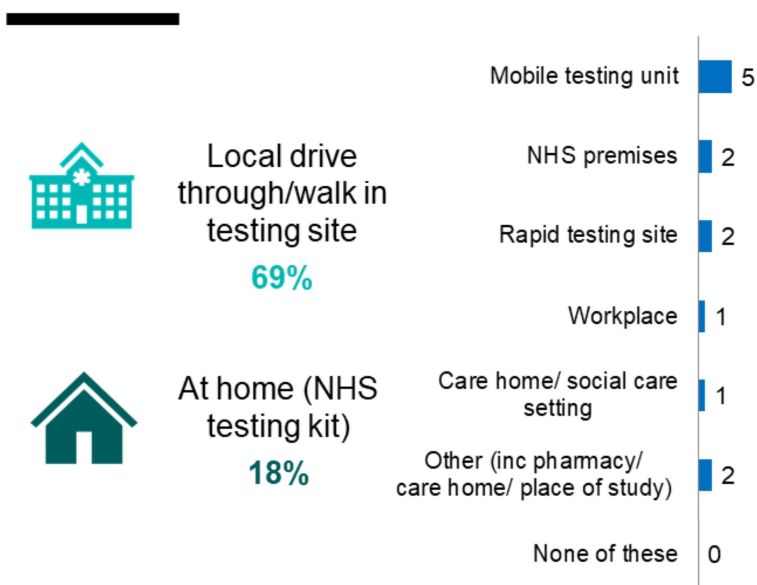 Local drive
through/walk in
testing site
69%
At home (NHS
testing kit)
18%
Mobile testing unit 5
NHS premises 2
Rapid testing site 2
Workplace 1
Care home/ social care
setting 1
Other (inc pharmacy/
care home/ place of study) 2
None of these 0